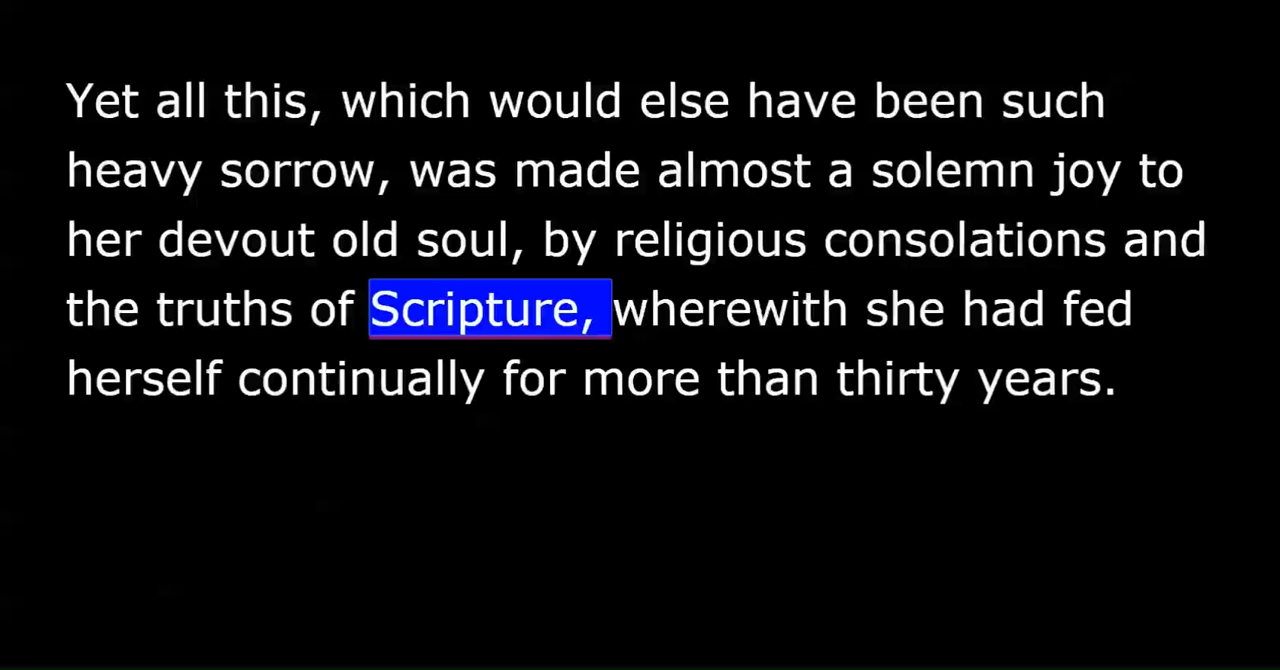 Yet all this, which would else have been such
heavy sorrow, was made almost a solemn joy to
her devout old soul, by religious consolations and
the truths of Scripture, wherewith she had fed
herself continually for more than thirty years.